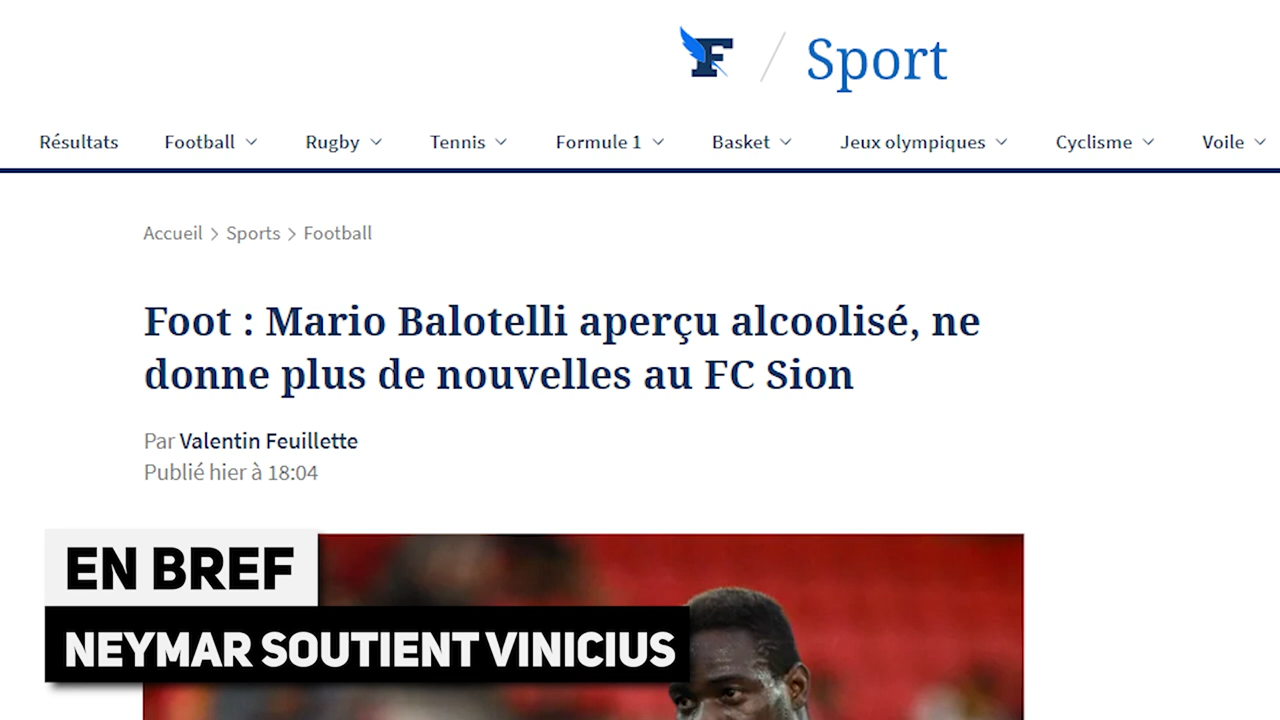 F / Sport
Résultats Football Rugby Tennis Formule 1 Basket Jeux olympiques Cyclisme Voile
Accueil > Sports > Football
Foot : Mario Balotelli aperçu alcoolisé, ne
donne plus de nouvelles au FC Sion
Par Valentin Feuillette
Publié hier à 18:04
EN BREF
NEYMAR SOUTIENT VINICIUS